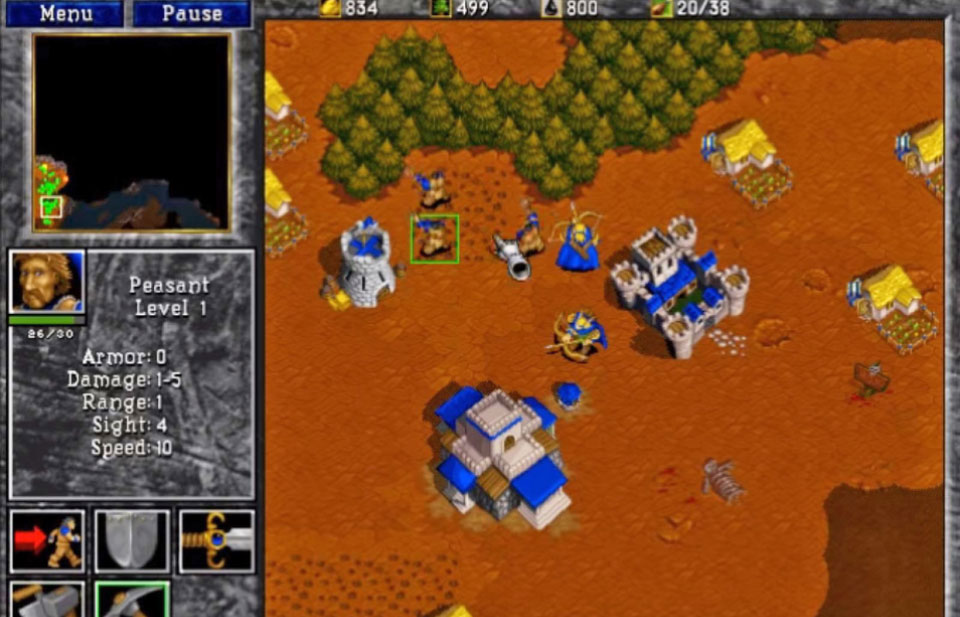 Menu Pause 834 499 800 20/38
Peasant
Level 1
26/30
Armor: 0
Damage: 1-5
Range: 1
Sight: 4
Speed: 10